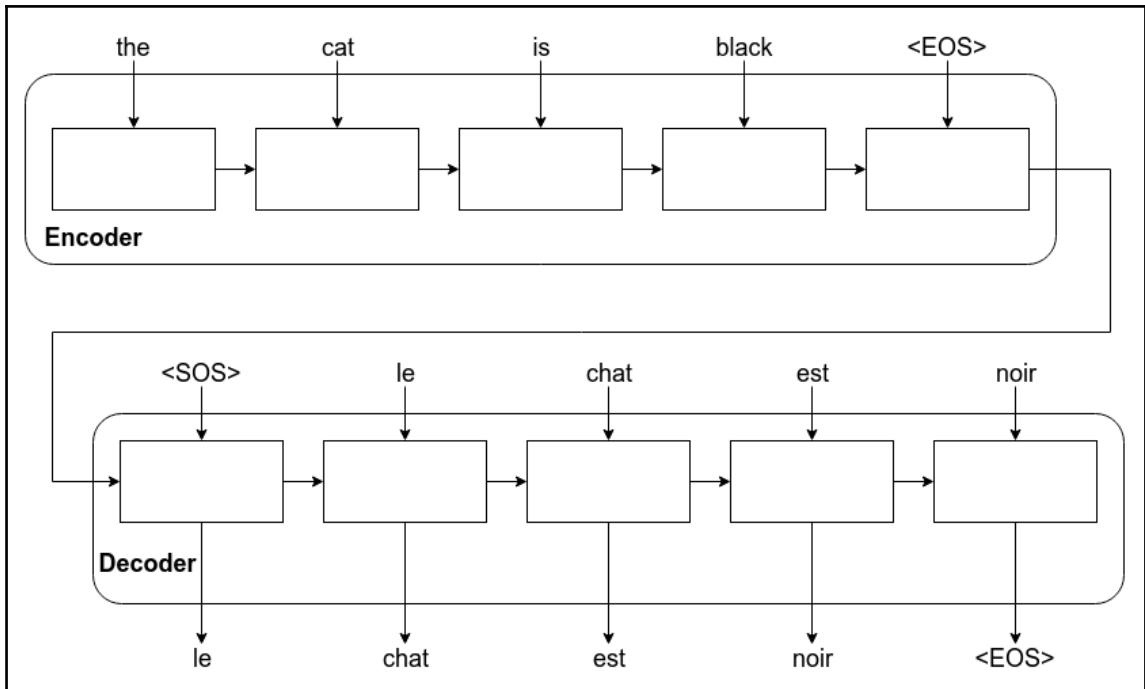 the cat is black <EOS>
Encoder
<SOS> le chat est noir
Decoder
le chat est noir <EOS>